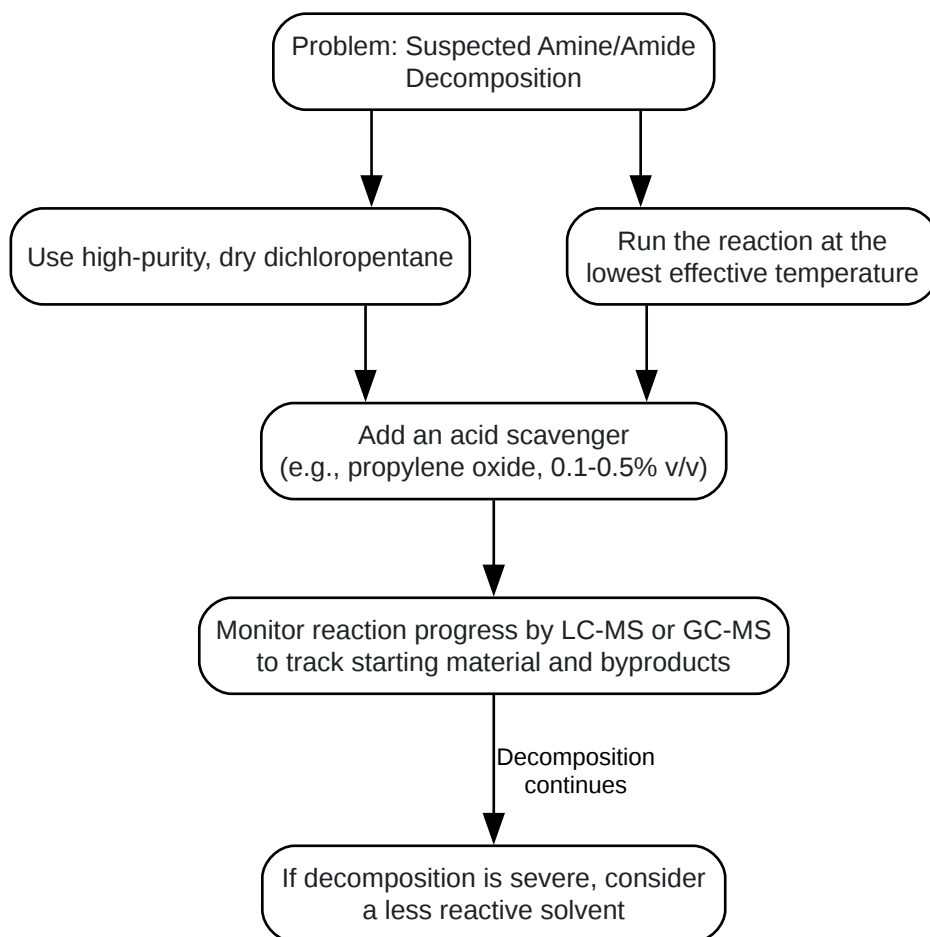 Problem: Suspected Amine/Amide
Decomposition
Use high-purity, dry dichloropentane
Run the reaction at the
lowest effective temperature
Add an acid scavenger
(e.g., propylene oxide, 0.1-0.5% v/v)
Monitor reaction progress by LC-MS or GC-MS
to track starting material and byproducts
Decomposition
continues
If decomposition is severe, consider
a less reactive solvent